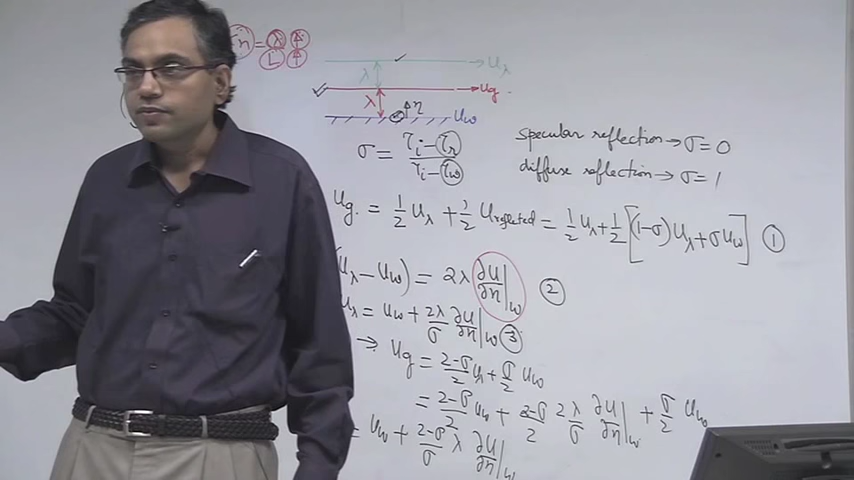 λ
L
λ
u_λ
λ
u_g
η
u_w
σ = (τ_i − τ_r) / (τ_i − τ_w)
specular reflection → σ = 0
diffuse reflection → σ = 1
u_g = 1/2 u_λ + 1/2 u_reflected = 1/2 u_λ + 1/2 [(1−σ) u_λ + σ u_w] ①
u_λ − u_w) = 2λ ∂u/∂η|_w ②
u_λ = u_w + 2λ/σ ∂u/∂η|_w ③
→ u_g = (2−σ)/2 u_λ + σ/2 u_w
= (2−σ)/2 u_w + (2−σ)/2 2λ/σ ∂u/∂η|_w + σ/2 u_w
= u_w + (2−σ)/σ λ ∂u/∂η|_w